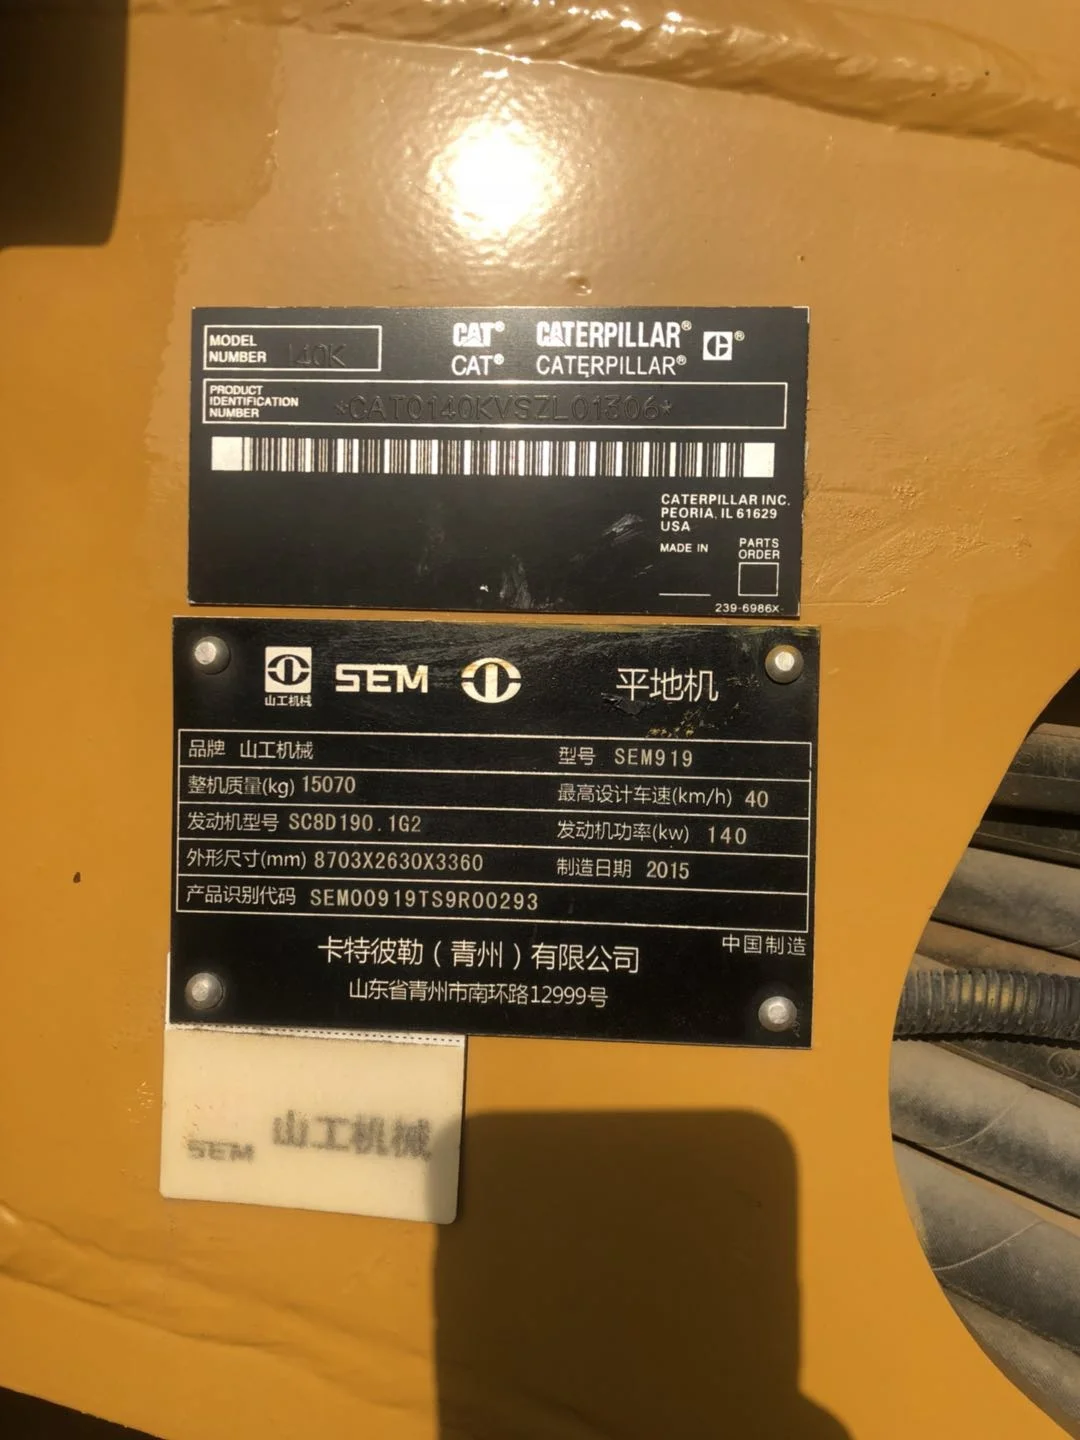 MODEL
NUMBER 140K
CAT® CATERPILLAR® ®
CAT® CATERPILLAR®
PRODUCT
IDENTIFICATION
NUMBER
*CAT0140KVSZL01306*
CATERPILLAR INC.
PEORIA, IL 61629
USA
MADE IN
PARTS
ORDER
239-6986X
山工机械
SEM
平地机
品牌 山工机械 型号 SEM919
整机质量(kg) 15070 最高设计车速(km/h) 40
发动机型号 SC8D190.1G2 发动机功率(kw) 140
外形尺寸(mm) 8703X2630X3360 制造日期 2015
产品识别代码 SEM00919TS9R00293
中国制造
卡特彼勒(青州)有限公司
山东省青州市南环路12999号
SEM 山工机械